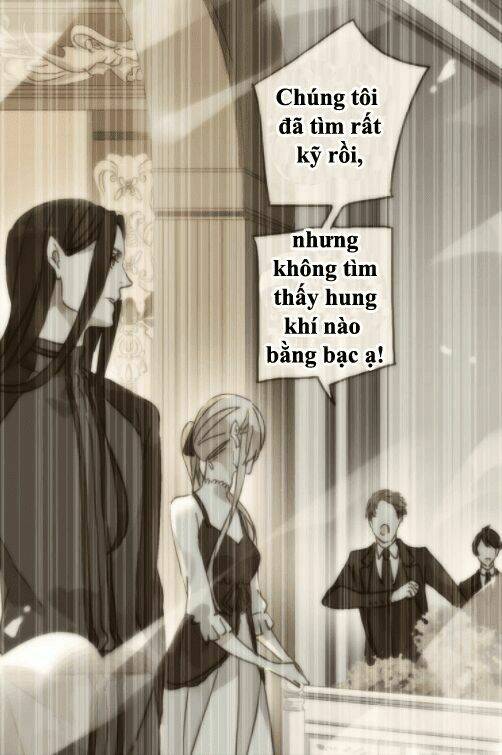 Chúng tôi
đã tìm rất
kỹ rồi,
nhưng
không tìm
thấy hung
khí nào
bằng bạc ạ!